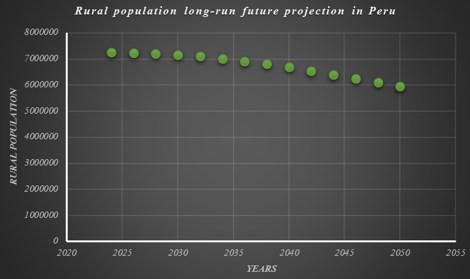 Rural population long-run future projection in Peru
8000000
7000000
6000000
5000000
4000000
3000000
2000000
1000000
0
RURAL POPULATION
2020 2025 2030 2035 2040 2045 2050 2055
YEARS